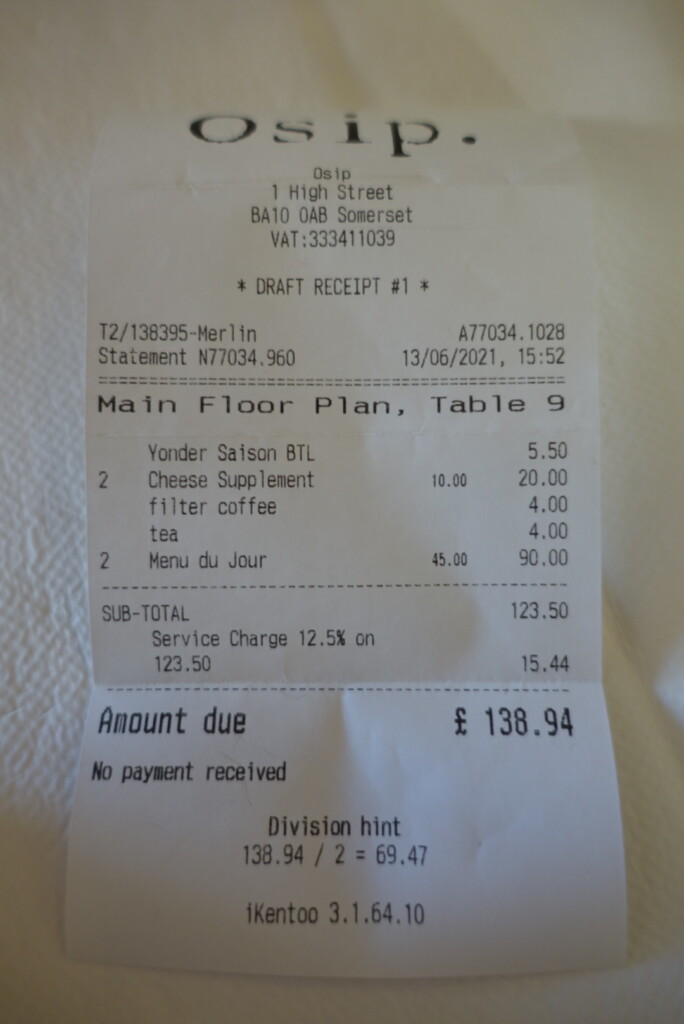 Osip.
Osip
1 High Street
BA10 0AB Somerset
VAT:333411039
* DRAFT RECEIPT #1 *
T2/138395-Merlin A77034.1028
Statement N77034.960 13/06/2021, 15:52
Main Floor Plan, Table 9
Yonder Saison BTL 5.50
2 Cheese Supplement 10.00 20.00
filter coffee 4.00
tea 4.00
2 Menu du Jour 45.00 90.00
SUB-TOTAL 123.50
Service Charge 12.5% on
123.50 15.44
Amount due £ 138.94
No payment received
Division hint
138.94 / 2 = 69.47
iKentoo 3.1.64.10